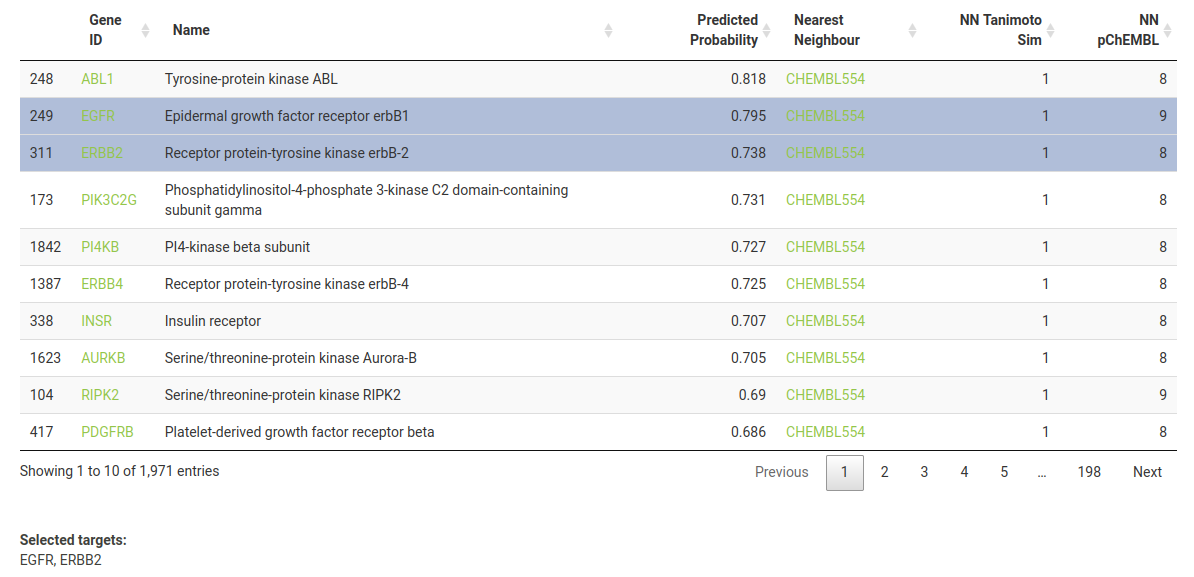 Gene ID Name Predicted Probability Nearest Neighbour NN Tanimoto Sim NN pChEMBL
248 ABL1 Tyrosine-protein kinase ABL 0.818 CHEMBL554 1 8
249 EGFR Epidermal growth factor receptor erbB1 0.795 CHEMBL554 1 9
311 ERBB2 Receptor protein-tyrosine kinase erbB-2 0.738 CHEMBL554 1 8
173 PIK3C2G Phosphatidylinositol-4-phosphate 3-kinase C2 domain-containing subunit gamma 0.731 CHEMBL554 1 8
1842 PI4KB PI4-kinase beta subunit 0.727 CHEMBL554 1 8
1387 ERBB4 Receptor protein-tyrosine kinase erbB-4 0.725 CHEMBL554 1 8
338 INSR Insulin receptor 0.707 CHEMBL554 1 8
1623 AURKB Serine/threonine-protein kinase Aurora-B 0.705 CHEMBL554 1 8
104 RIPK2 Serine/threonine-protein kinase RIPK2 0.69 CHEMBL554 1 9
417 PDGFRB Platelet-derived growth factor receptor beta 0.686 CHEMBL554 1 8
Showing 1 to 10 of 1,971 entries Previous 1 2 3 4 5 … 198 Next
Selected targets:
EGFR, ERBB2